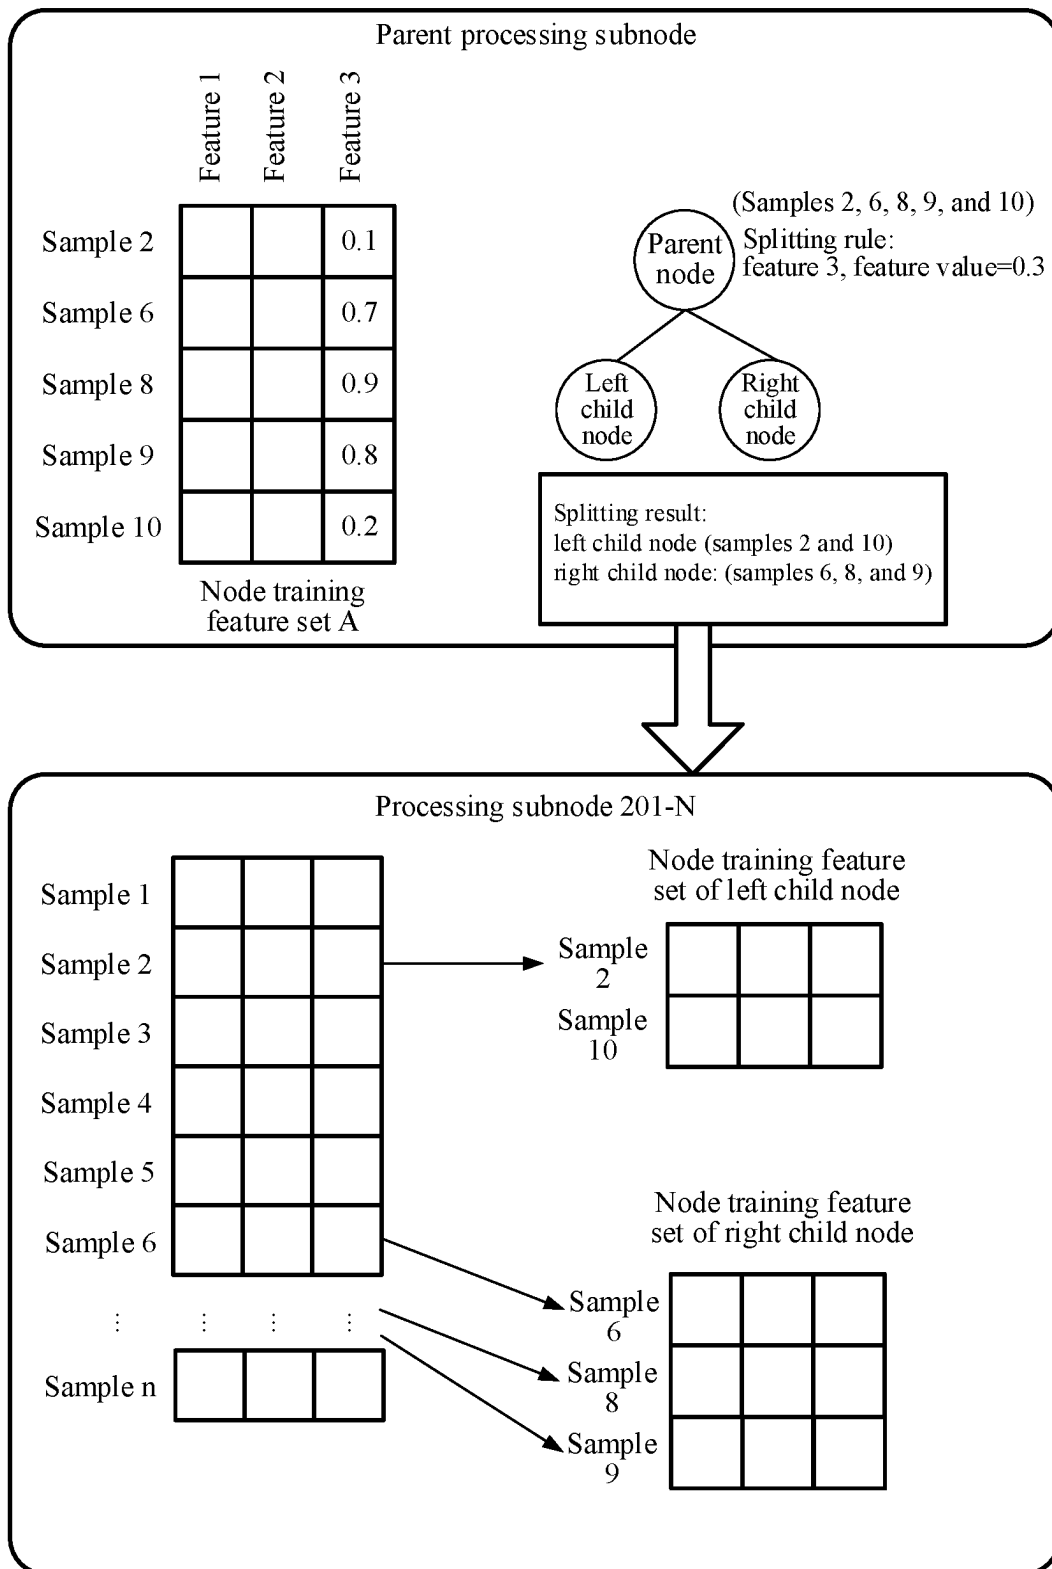 Parent processing subnode
Feature 1
Feature 2
Feature 3
Sample 2
0.1
Sample 6
0.7
Sample 8
0.9
Sample 9
0.8
Sample 10
0.2
Node training
feature set A
(Samples 2, 6, 8, 9, and 10)
Parent
node
Splitting rule:
feature 3, feature value=0.3
Left
child
node
Right
child
node
Splitting result:
left child node (samples 2 and 10)
right child node: (samples 6, 8, and 9)
Processing subnode 201-N
Sample 1
Sample 2
Sample 3
Sample 4
Sample 5
Sample 6
⋮ ⋮ ⋮ ⋮
Sample n
Node training feature
set of left child node
Sample
2
Sample
10
Node training feature
set of right child node
Sample
6
Sample
8
Sample
9